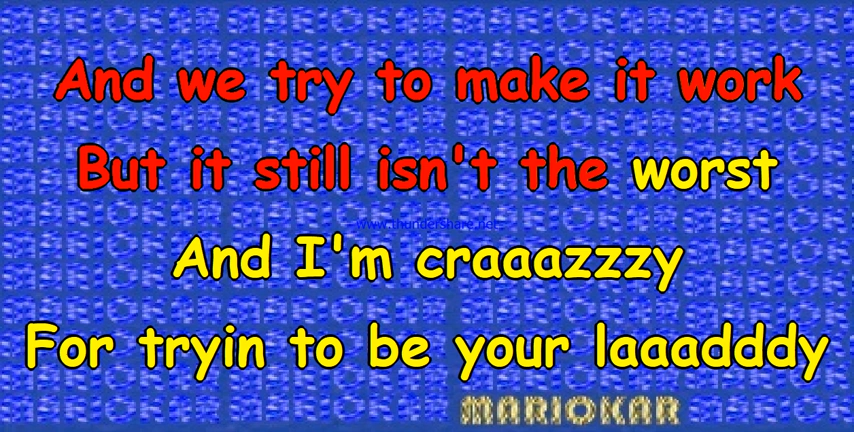 And we try to make it work
But it still isn't the worst
www.thundershare.net
And I'm craaazzzy
For tryin to be your laaadddy
MARIOKAR